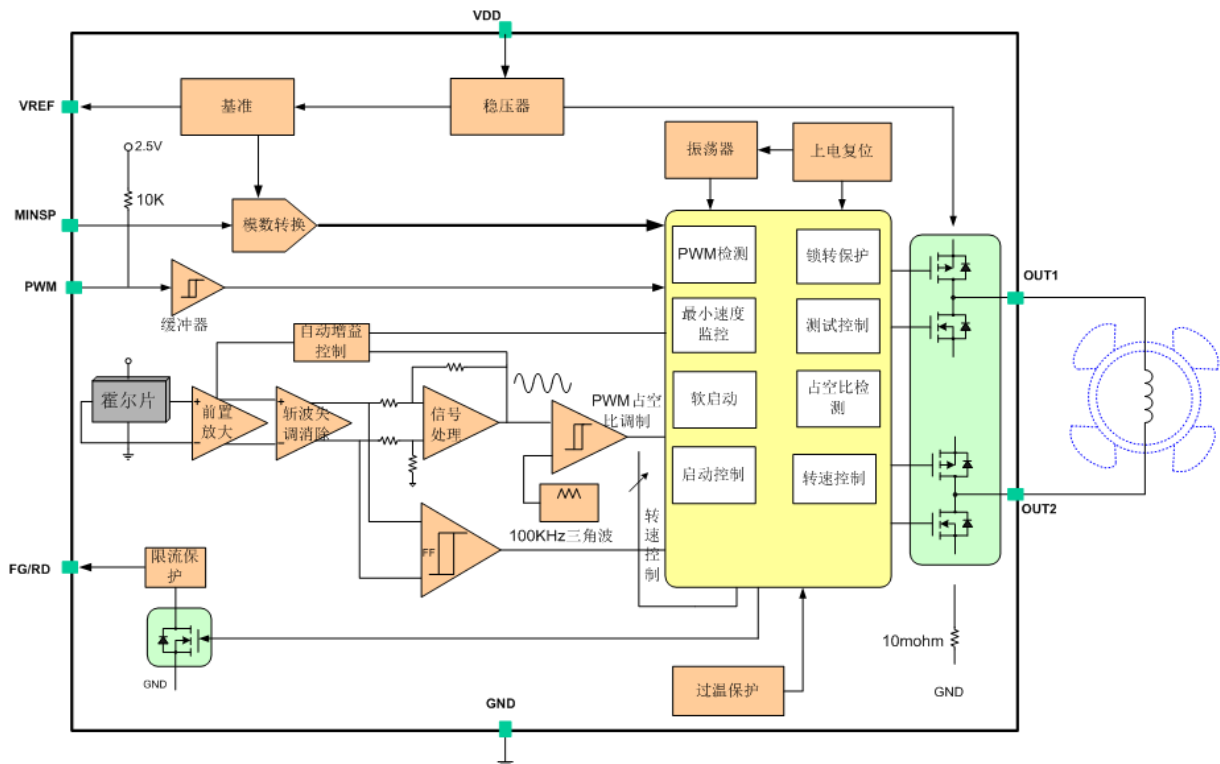 VDD
VREF
基准
稳压器
2.5V
10K
振荡器
上电复位
MINSP
模数转换
PWM
缓冲器
PWM检测
锁转保护
OUT1
最小速度
监控
测试控制
自动增益
控制
霍尔片
前置
放大
斩波失
调消除
信号
处理
PWM占空
比调制
软启动
占空比检
测
启动控制
转速控制
OUT2
100KHz三角波
转
速
控
制
FF
FG/RD
限流保
护
GND
10mohm
GND
过温保护
GND